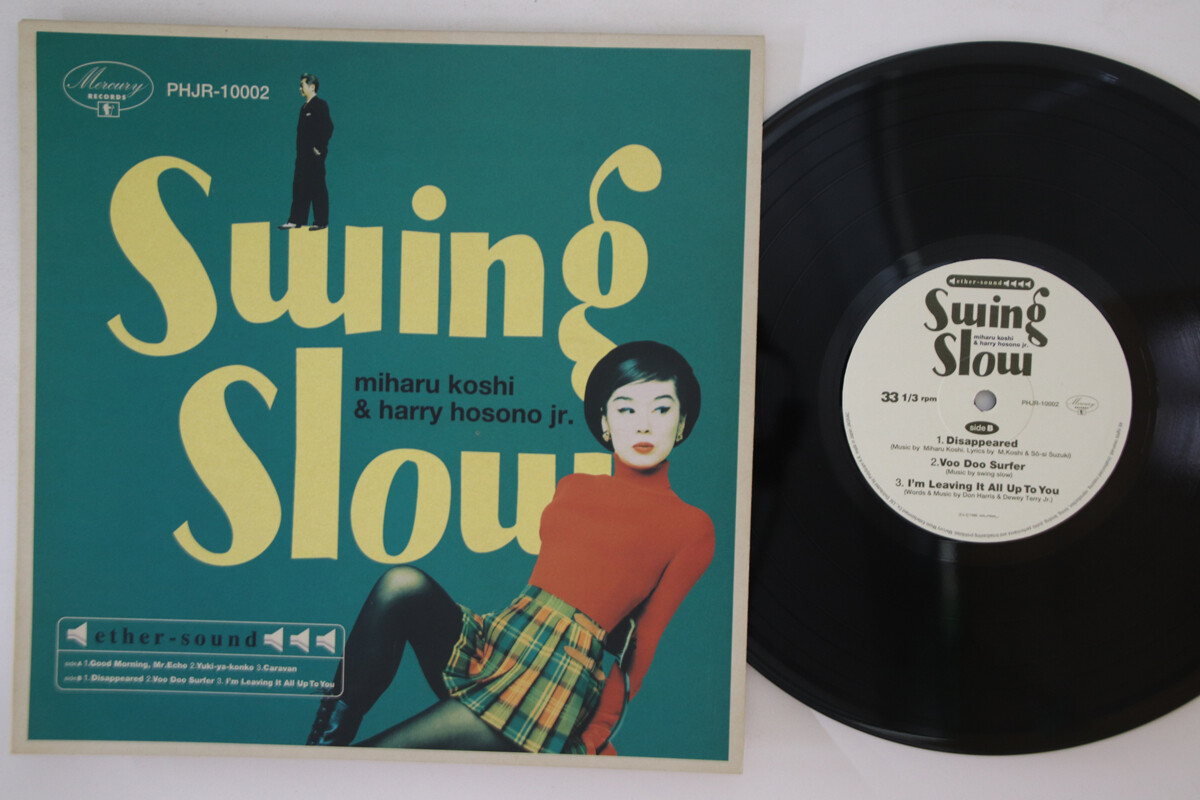 Mercury
RECORDS
PHJR-10002
Swing
Slow
miharu koshi
& harry hosono jr.
ether-sound
side A 1.Good Morning, Mr.Echo 2.Yuki-ya-konko 3.Caravan
side B 1.Disappeared 2.Voo Doo Surfer 3. I'm Leaving It All Up To You
ether-sound
Swing
miharu koshi
& harry hosono jr.
Slow
33 1/3 rpm
PHJR-10002
Mercury
side B
1. Disappeared
(Music by Miharu Koshi, Lyrics by M.Koshi & Sö-si Suzuki)
2.Voo Doo Surfer
(Music by swing slow)
3. I'm Leaving It All Up To You
(Words & Music by Don Harris & Dewey Terry Jr.)